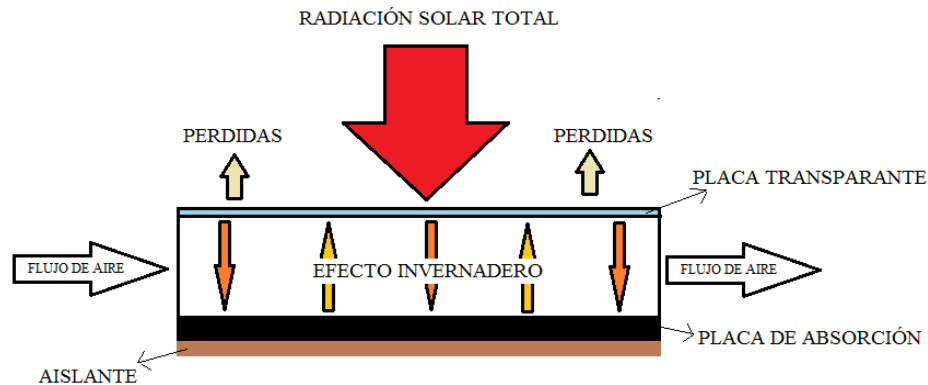 RADIACIÓN SOLAR TOTAL
PERDIDAS
PERDIDAS
PLACA TRANSPARANTE
FLUJO DE AIRE
EFECTO INVERNADERO
FLUJO DE AIRE
PLACA DE ABSORCIÓN
AISLANTE